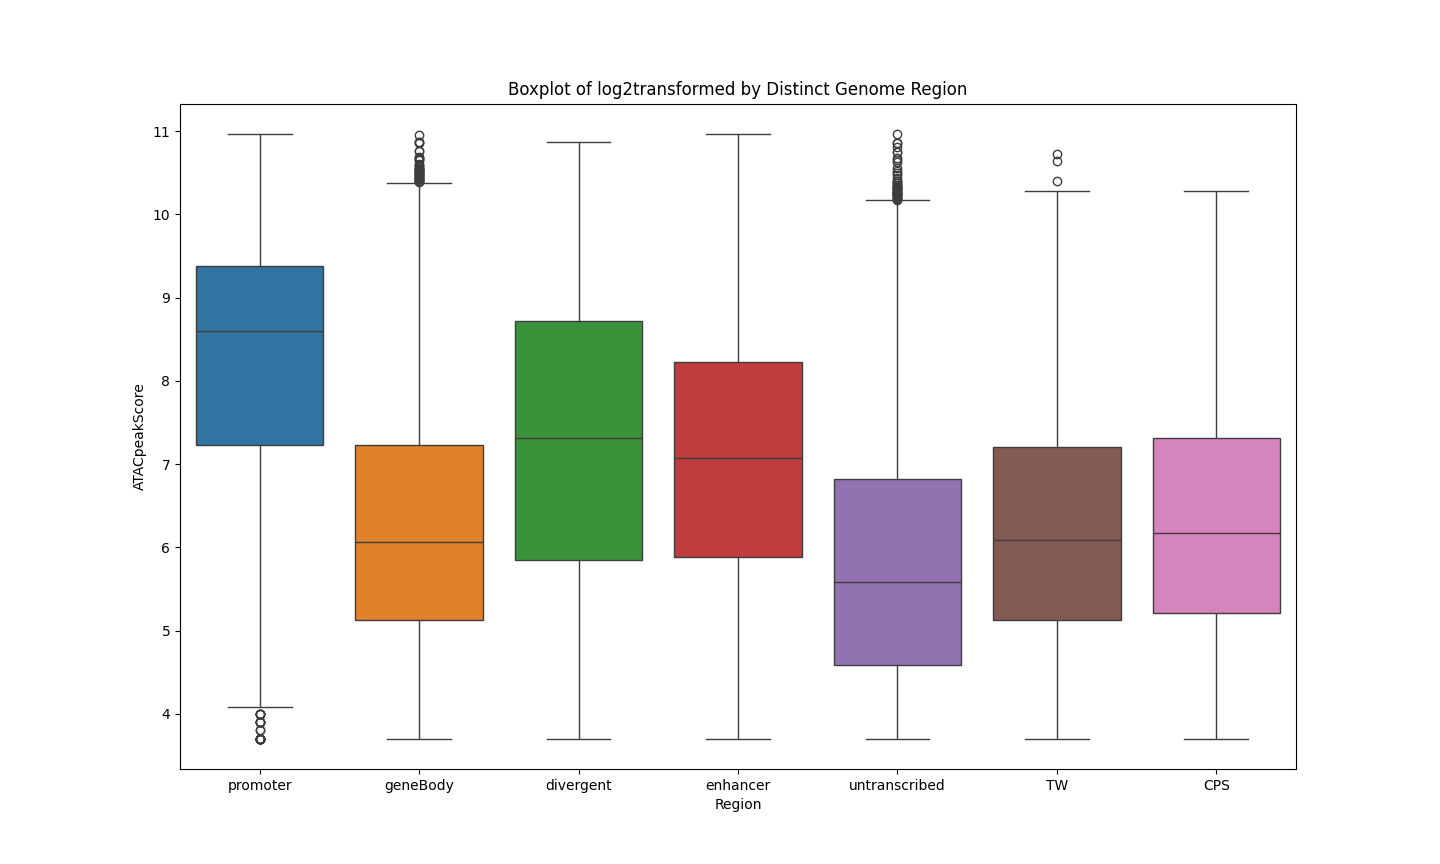 Boxplot of log2transformed by Distinct Genome Region
11
10
9
8
7
6
5
4
ATACpeakScore
promoter geneBody divergent enhancer untranscribed TW CPS
Region